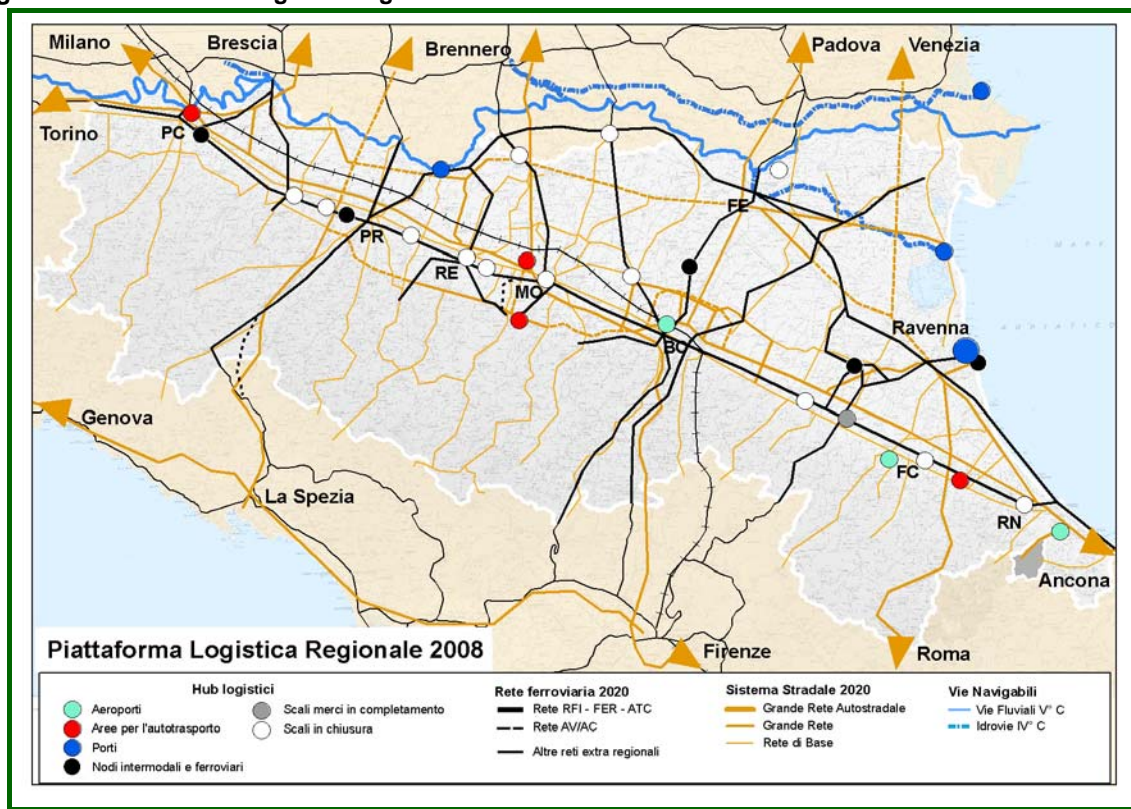 Milano
Brescia
Brennero
Padova
Venezia
Torino
PC
FE
PR
RE
MO
BO
Ravenna
Genova
La Spezia
FC
RN
Ancona
Firenze
Roma
Piattaforma Logistica Regionale 2008
Hub logistici
Aeroporti
Aree per l'autotrasporto
Porti
Nodi intermodali e ferroviari
Scali merci in completamento
Scali in chiusura
Rete ferroviaria 2020
Rete RFI - FER - ATC
Rete AV/AC
Altre reti extra regionali
Sistema Stradale 2020
Grande Rete Autostradale
Grande Rete
Rete di Base
Vie Navigabili
Vie Fluviali V° C
Idrovie IV° C